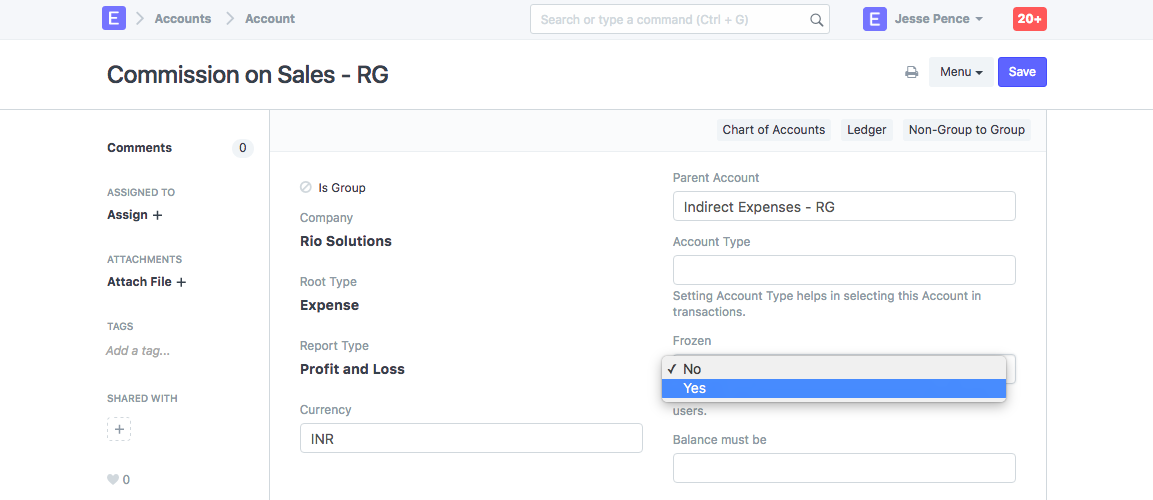 E Accounts Account
Search or type a command (Ctrl + G)
E Jesse Pence
20+
Commission on Sales - RG
Menu
Save
Chart of Accounts
Ledger
Non-Group to Group
Comments
0
ASSIGNED TO
Assign +
ATTACHMENTS
Attach File +
TAGS
Add a tag...
SHARED WITH
+
0
Is Group
Company
Rio Solutions
Root Type
Expense
Report Type
Profit and Loss
Currency
INR
Parent Account
Indirect Expenses - RG
Account Type
Setting Account Type helps in selecting this Account in
transactions.
Frozen
✓ No
Yes
users.
Balance must be